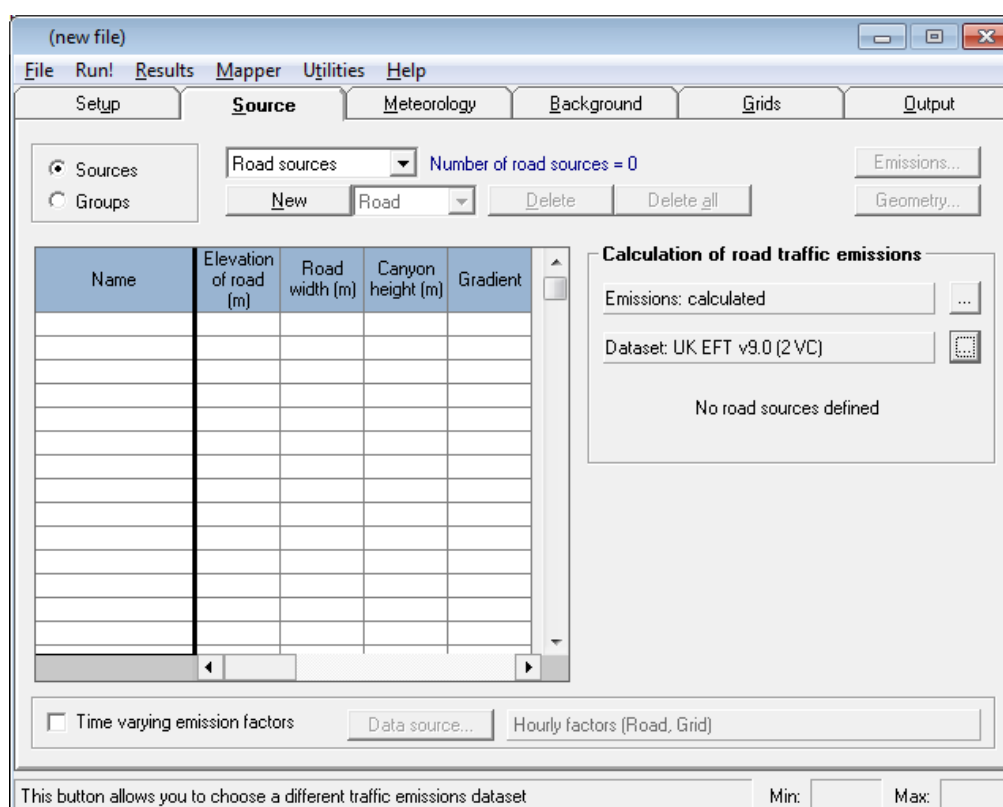 (new file)
File Run! Results Mapper Utilities Help
Setup Source Meteorology Background Grids Output
Sources
Groups
Road sources Number of road sources = 0 Emissions...
New Road Delete Delete all Geometry...
Name Elevation of road (m) Road width (m) Canyon height (m) Gradient
Calculation of road traffic emissions
Emissions: calculated ...
Dataset: UK EFT v9.0 (2 VC) ...
No road sources defined
Time varying emission factors Data source... Hourly factors (Road, Grid)
This button allows you to choose a different traffic emissions dataset Min: Max: